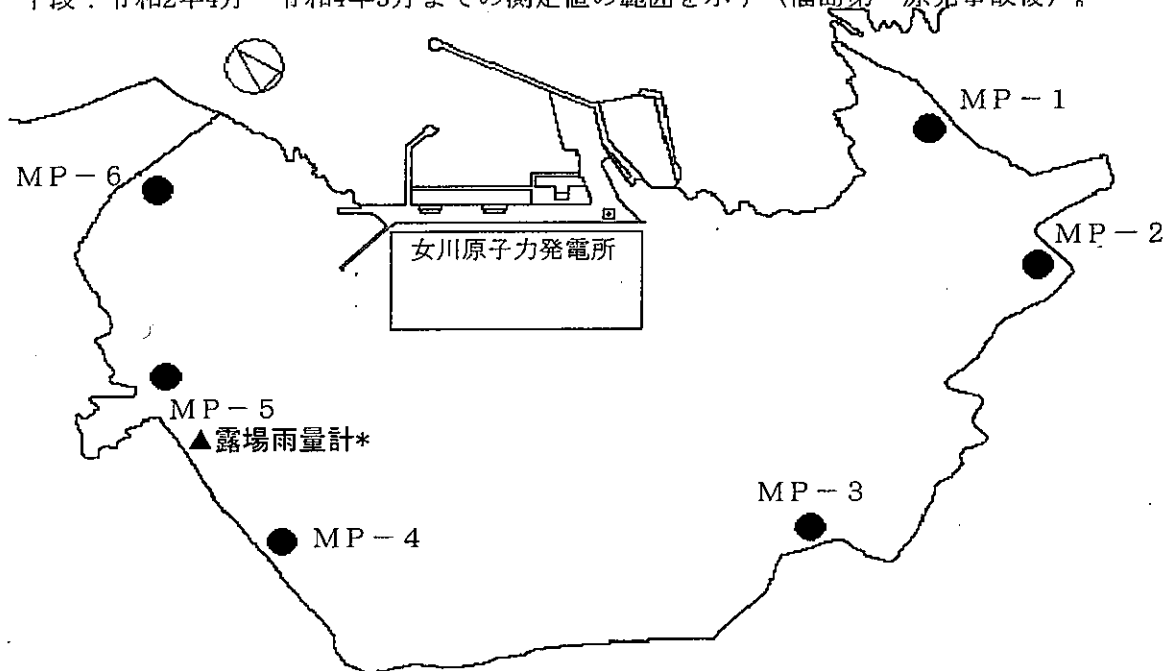 下段：令和2年4月～令和4年3月までの測定値の範囲を示す（福島第一原発事故後）。
MP－1
MP－6
MP－2
女川原子力発電所
MP－5
▲露場雨量計*
MP－3
MP－4